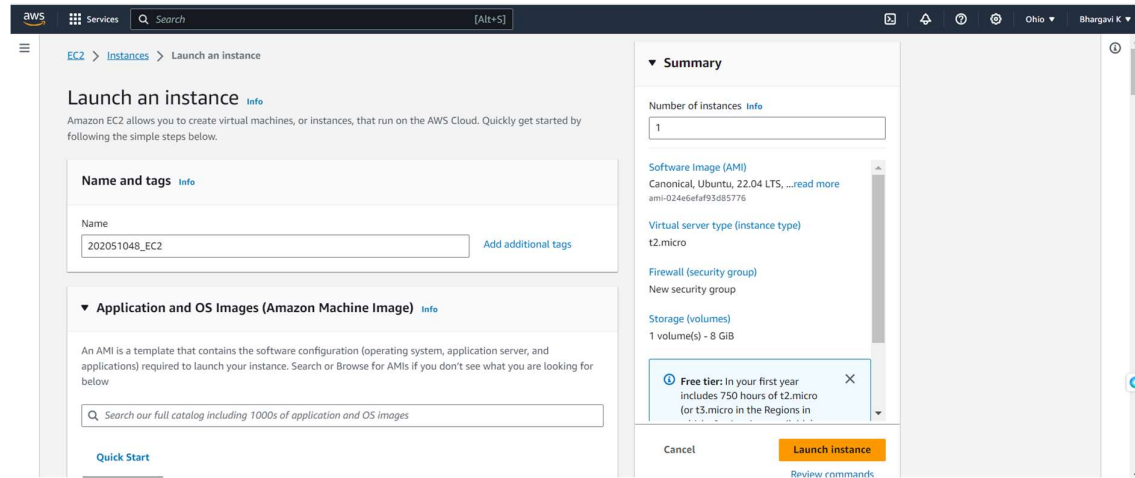 aws Services Search [Alt+S] Ohio ▼ Bhargavi K ▼
EC2 > Instances > Launch an instance
Launch an instance Info
Amazon EC2 allows you to create virtual machines, or instances, that run on the AWS Cloud. Quickly get started by
following the simple steps below.
Name and tags Info
Name
202051048_EC2
Add additional tags
▼ Application and OS Images (Amazon Machine Image) Info
An AMI is a template that contains the software configuration (operating system, application server, and
applications) required to launch your instance. Search or Browse for AMIs if you don't see what you are looking for
below
Search our full catalog including 1000s of application and OS images
Quick Start
▼ Summary
Number of instances Info
1
Software Image (AMI)
Canonical, Ubuntu, 22.04 LTS, ...read more
ami-024e6efaf93d85776
Virtual server type (instance type)
t2.micro
Firewall (security group)
New security group
Storage (volumes)
1 volume(s) - 8 GiB
Free tier: In your first year
includes 750 hours of t2.micro
(or t3.micro in the Regions in
Cancel
Launch instance
Review commands